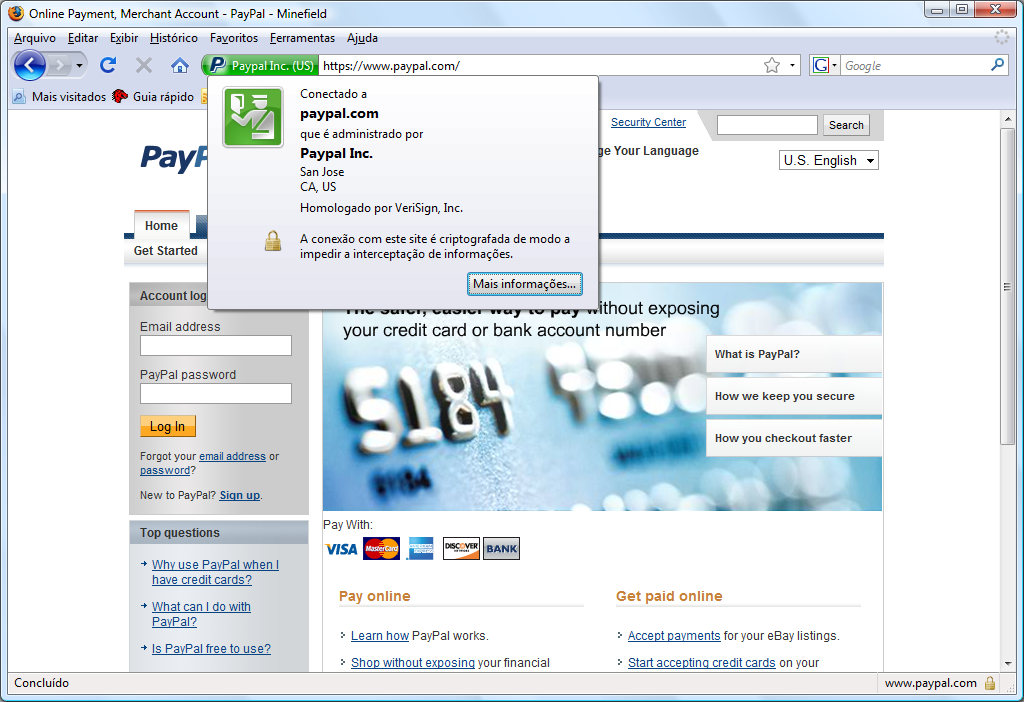 Online Payment, Merchant Account - PayPal - Minefield
Arquivo Editar Exibir Histórico Favoritos Ferramentas Ajuda
Paypal Inc. (US) https://www.paypal.com/
G Google
Mais visitados Guia rápido
Conectado a
paypal.com
que é administrado por
Paypal Inc.
San Jose
CA, US
Homologado por VeriSign, Inc.
A conexão com este site é criptografada de modo a
impedir a interceptação de informações.
Mais informações...
Security Center
Search
ge Your Language
U.S. English
PayP
Home
Get Started
Account log
Email address
PayPal password
Log In
Forgot your email address or
password?
New to PayPal? Sign up.
Top questions
Why use PayPal when I
have credit cards?
What can I do with
PayPal?
Is PayPal free to use?
The safer, easier way to pay without exposing
your credit card or bank account number
5184
5184
What is PayPal?
How we keep you secure
How you checkout faster
Pay With:
VISA MasterCard DISCOVER NETWORK BANK
Pay online
Learn how PayPal works.
Shop without exposing your financial
Get paid online
Accept payments for your eBay listings.
Start accepting credit cards on your
Concluído
www.paypal.com